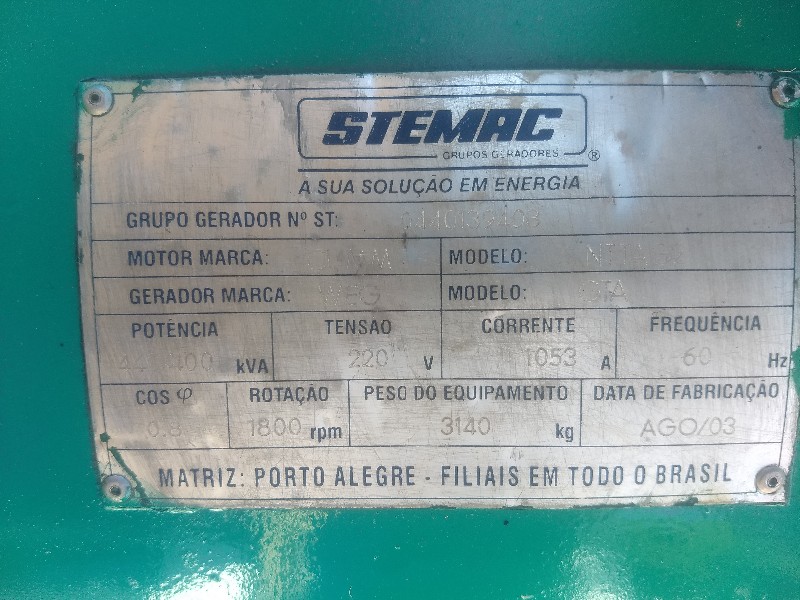 STEMAC
GRUPOS GERADORES ®
A SUA SOLUÇÃO EM ENERGIA
GRUPO GERADOR Nº ST:
MOTOR MARCA: MODELO:
GERADOR MARCA: WEG MODELO: GTA
POTÊNCIA TENSAO CORRENTE FREQUÊNCIA
kVA 220 V 1053 A 60 Hz
COS φ ROTAÇÃO PESO DO EQUIPAMENTO DATA DE FABRICAÇÃO
0.8 1800 rpm 3140 kg AGO/03
MATRIZ: PORTO ALEGRE - FILIAIS EM TODO O BRASIL